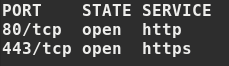 PORT    STATE SERVICE
80/tcp  open  http
443/tcp open  https